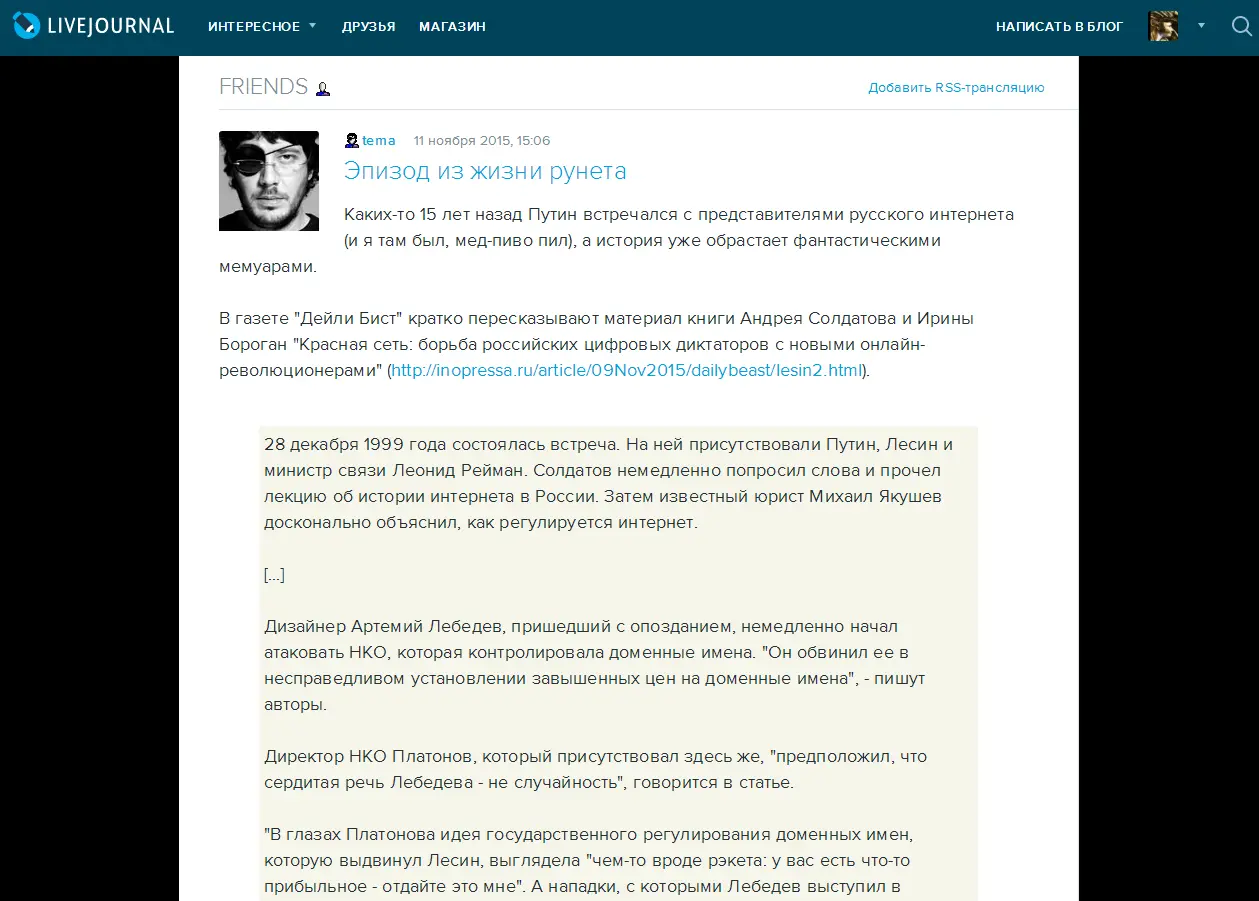 LIVEJOURNAL ИНТЕРЕСНОЕ ДРУЗЬЯ МАГАЗИН НАПИСАТЬ В БЛОГ
FRIENDS Добавить RSS-трансляцию
tema 11 ноября 2015, 15:06
Эпизод из жизни рунета
Каких-то 15 лет назад Путин встречался с представителями русского интернета
(и я там был, мед-пиво пил), а история уже обрастает фантастическими
мемуарами.
В газете "Дейли Бист" кратко пересказывают материал книги Андрея Солдатова и Ирины
Бороган "Красная сеть: борьба российских цифровых диктаторов с новыми онлайн-
революционерами" (http://inopressa.ru/article/09Nov2015/dailybeast/lesin2.html).
28 декабря 1999 года состоялась встреча. На ней присутствовали Путин, Лесин и
министр связи Леонид Рейман. Солдатов немедленно попросил слова и прочел
лекцию об истории интернета в России. Затем известный юрист Михаил Якушев
досконально объяснил, как регулируется интернет.
[...]
Дизайнер Артемий Лебедев, пришедший с опозданием, немедленно начал
атаковать НКО, которая контролировала доменные имена. "Он обвинил ее в
несправедливом установлении завышенных цен на доменные имена", - пишут
авторы.
Директор НКО Платонов, который присутствовал здесь же, "предположил, что
сердитая речь Лебедева - не случайность", говорится в статье.
"В глазах Платонова идея государственного регулирования доменных имен,
которую выдвинул Лесин, выглядела "чем-то вроде рэкета: у вас есть что-то
прибыльное - отдайте это мне". А нападки, с которыми Лебедев выступил в